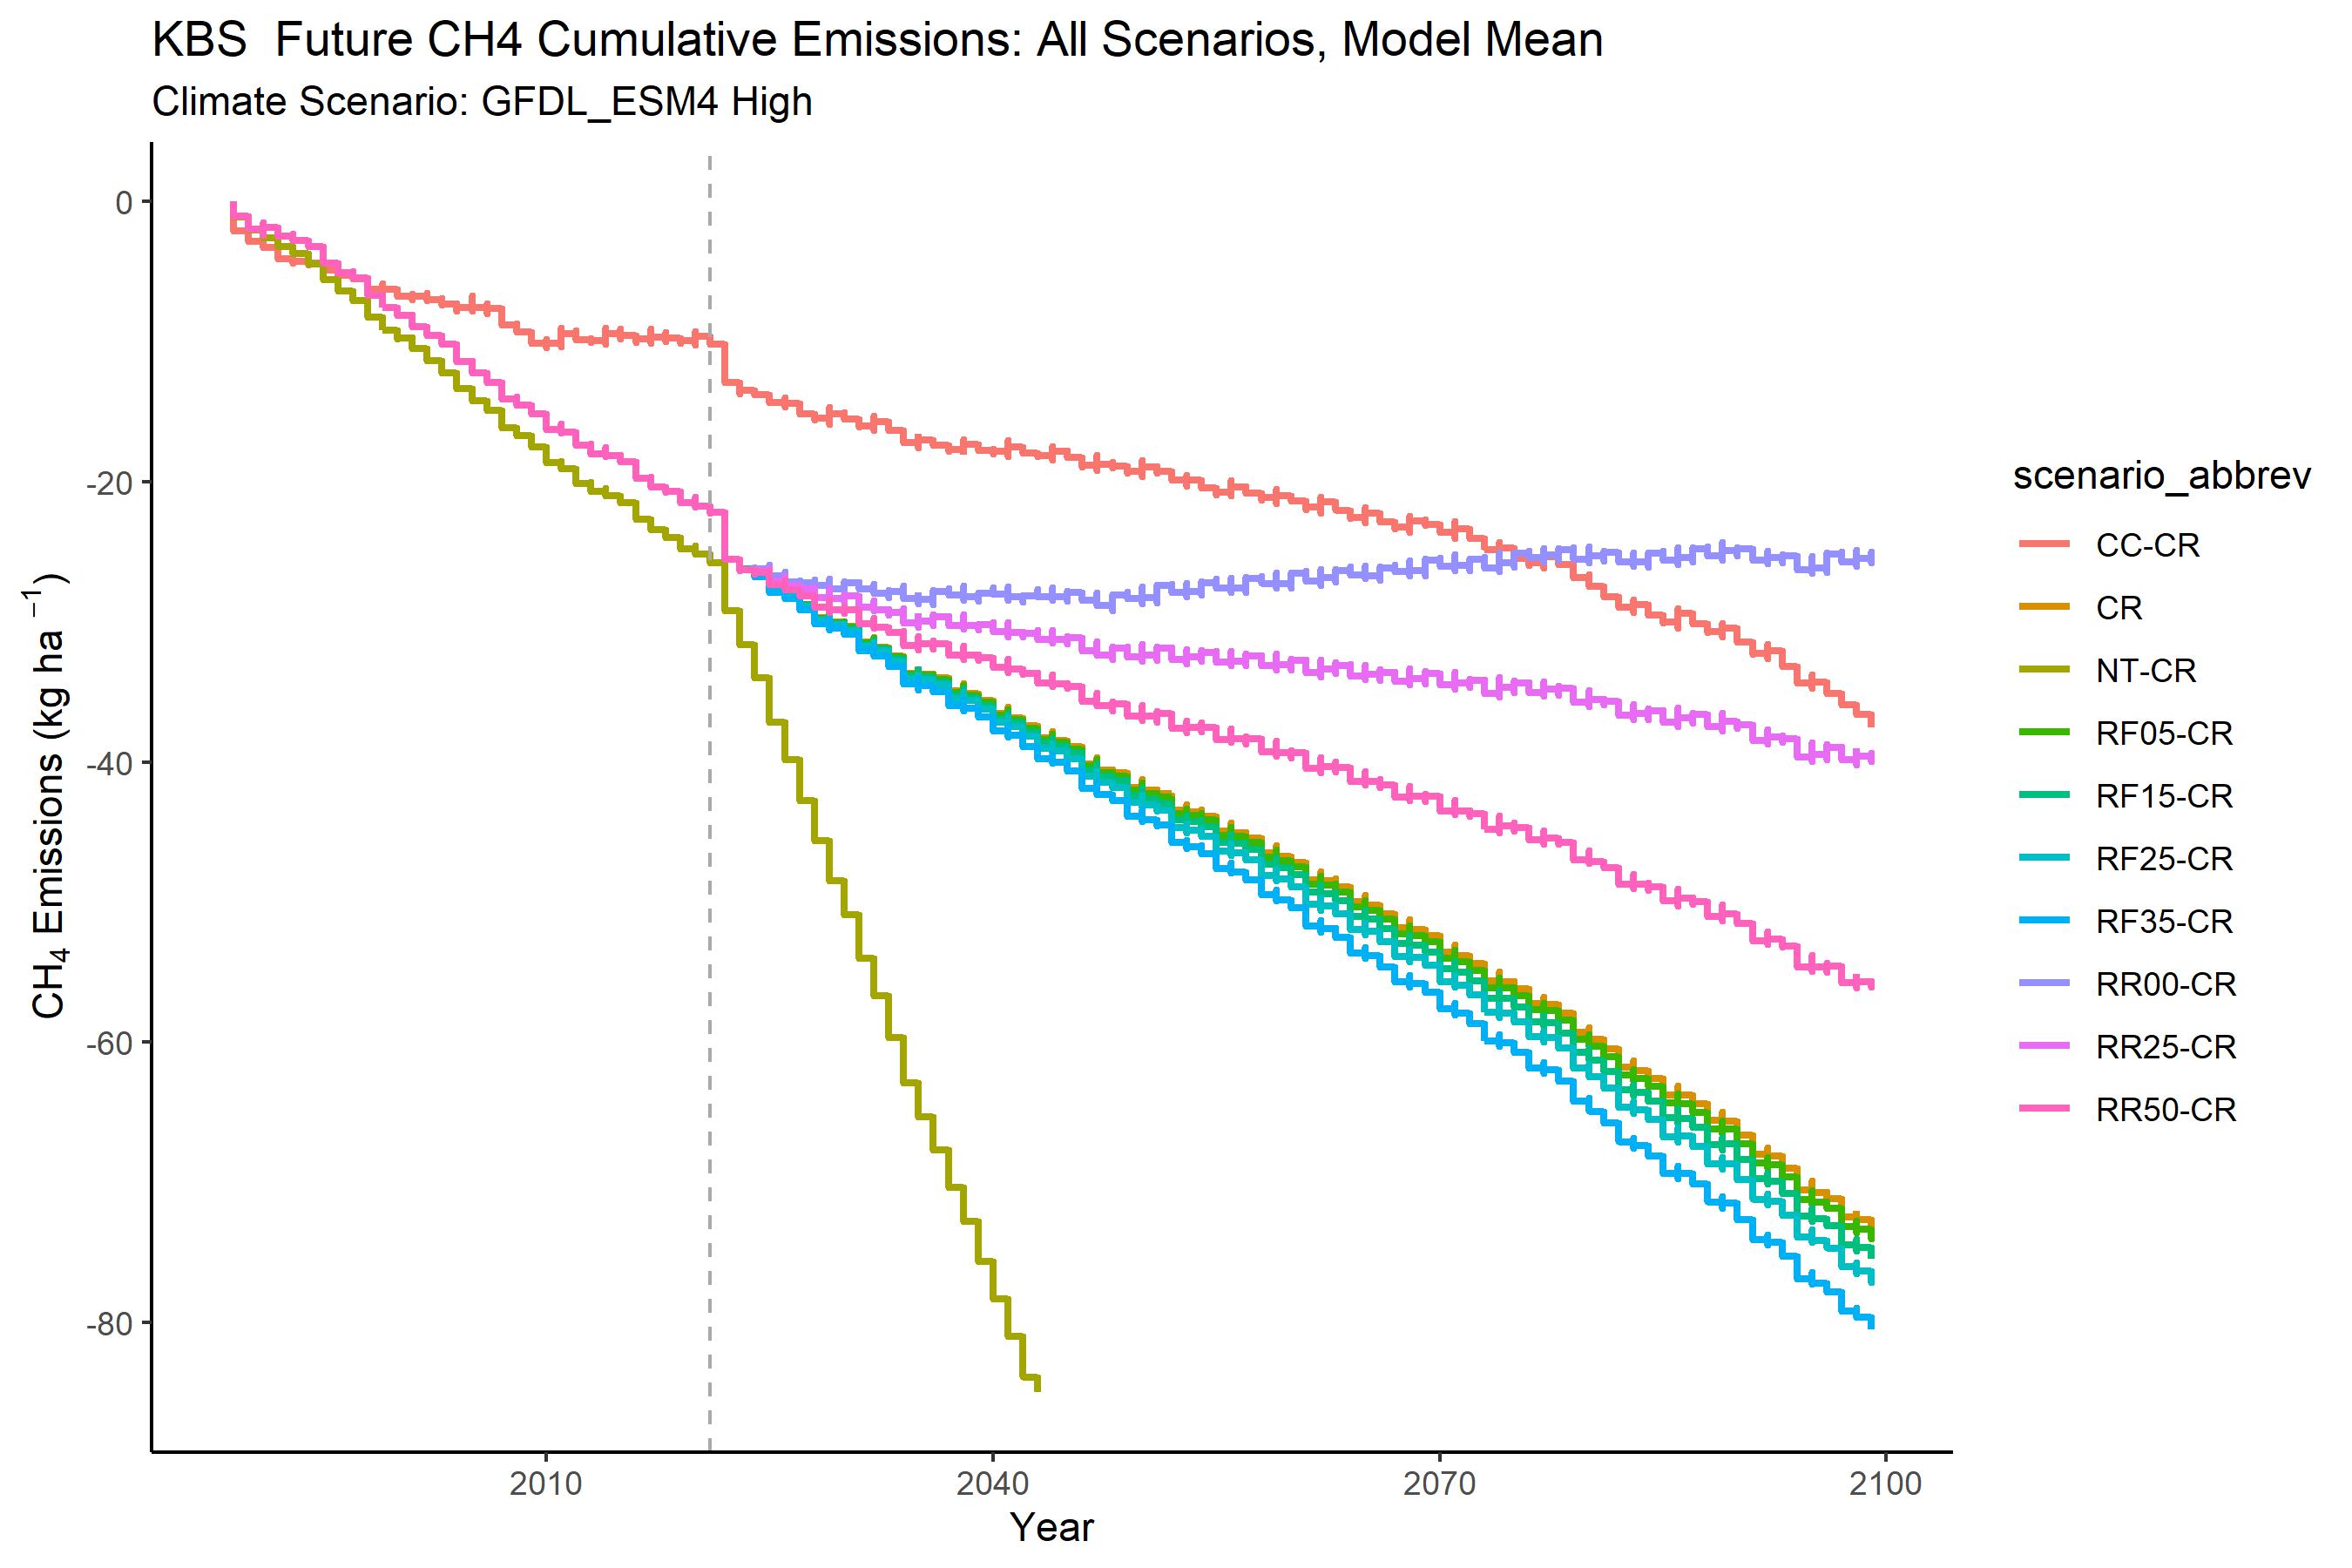 KBS  Future CH4 Cumulative Emissions: All Scenarios, Model Mean
Climate Scenario: GFDL_ESM4 High
0
-20
-40
-60
-80
CH₄ Emissions (kg ha ⁻¹)
2010
2040
2070
2100
Year
scenario_abbrev
CC-CR
CR
NT-CR
RF05-CR
RF15-CR
RF25-CR
RF35-CR
RR00-CR
RR25-CR
RR50-CR